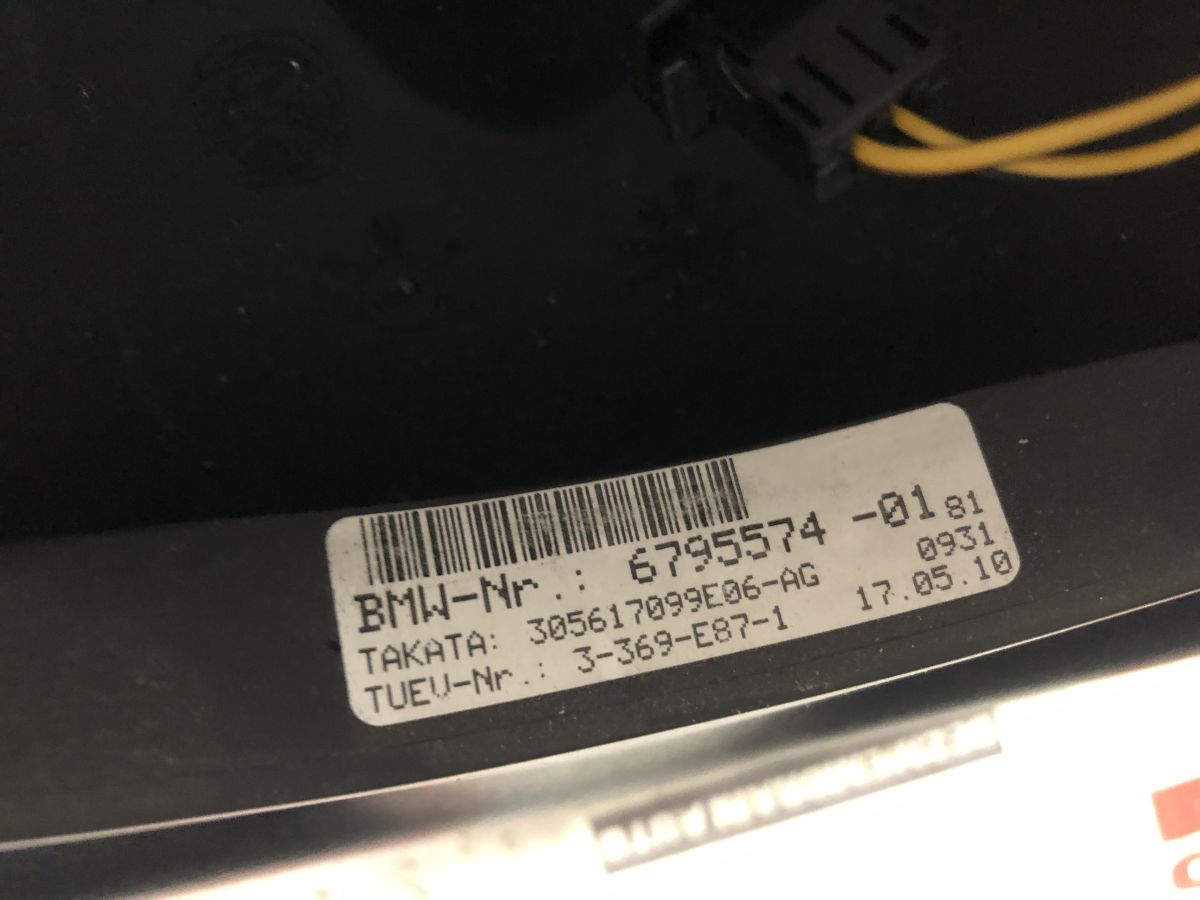 BMW-Nr.: 6795574 -01 81
TAKATA: 305617099E06-AG 0931
TUEV-Nr.: 3-369-E87-1 17.05.10